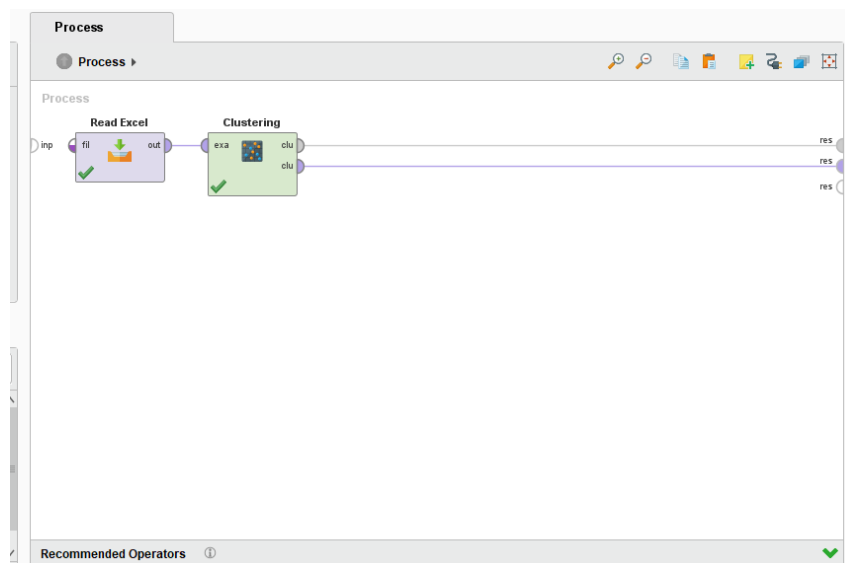 Process
Process
Process
Read Excel
Clustering
inp
fil
out
exa
clu
clu
res
res
res
Recommended Operators